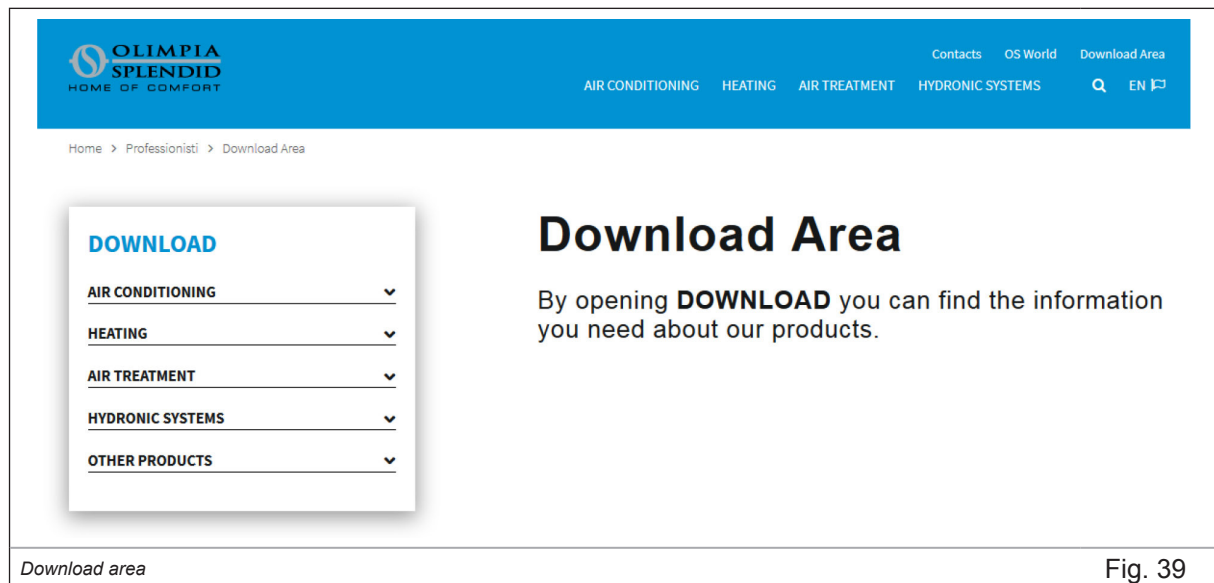 OLIMPIA
SPLENDID
HOME OF COMFORT
Contacts OS World Download Area
AIR CONDITIONING HEATING AIR TREATMENT HYDRONIC SYSTEMS EN
Home > Professionisti > Download Area
DOWNLOAD
AIR CONDITIONING
HEATING
AIR TREATMENT
HYDRONIC SYSTEMS
OTHER PRODUCTS
Download Area
By opening DOWNLOAD you can find the information
you need about our products.
Download area
Fig. 39